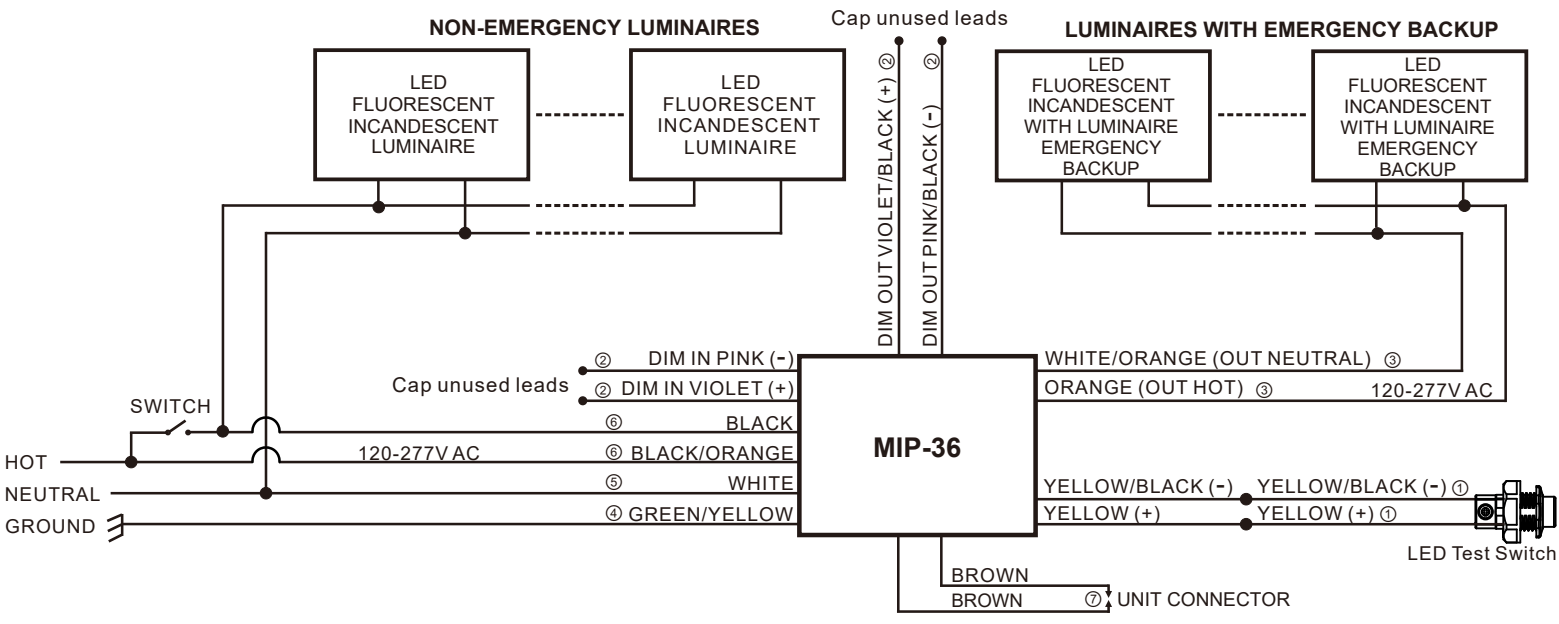 Cap unused leads
NON-EMERGENCY LUMINAIRES
LUMINAIRES WITH EMERGENCY BACKUP
LED
FLUORESCENT
INCANDESCENT
LUMINAIRE
LED
FLUORESCENT
INCANDESCENT
LUMINAIRE
DIM OUT VIOLET/BLACK (+) ②
DIM OUT PINK/BLACK (-) ②
LED
FLUORESCENT
INCANDESCENT
WITH LUMINAIRE
EMERGENCY
BACKUP
LED
FLUORESCENT
INCANDESCENT
WITH LUMINAIRE
EMERGENCY
BACKUP
② DIM IN PINK (-)
Cap unused leads
② DIM IN VIOLET (+)
SWITCH
⑥ BLACK
HOT
120-277V AC
⑥ BLACK/ORANGE
NEUTRAL
⑤ WHITE
GROUND
④ GREEN/YELLOW
MIP-36
WHITE/ORANGE (OUT NEUTRAL) ③
ORANGE (OUT HOT) ③
120-277V AC
YELLOW/BLACK (-)
YELLOW/BLACK (-) ①
YELLOW (+)
YELLOW (+) ①
LED Test Switch
BROWN
BROWN
⑦ UNIT CONNECTOR